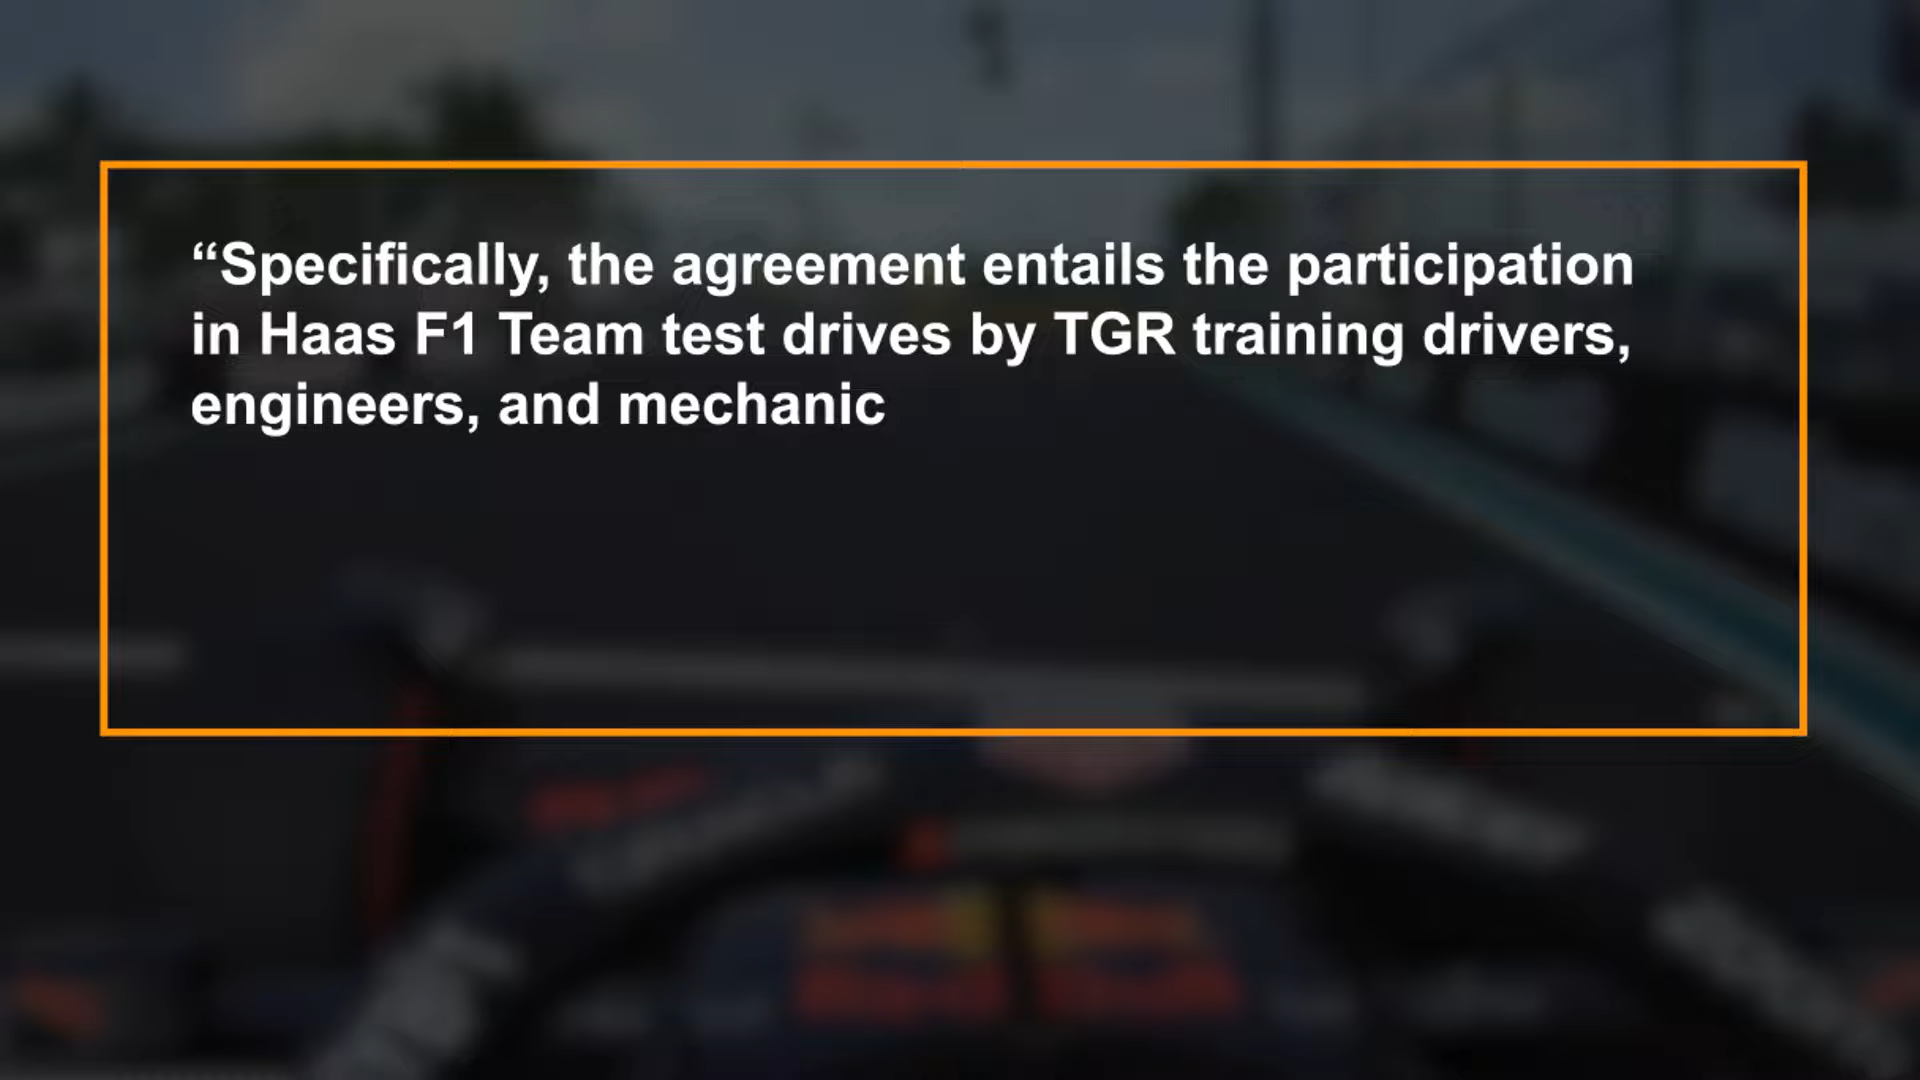 “Specifically, the agreement entails the participation
in Haas F1 Team test drives by TGR training drivers,
engineers, and mechanic